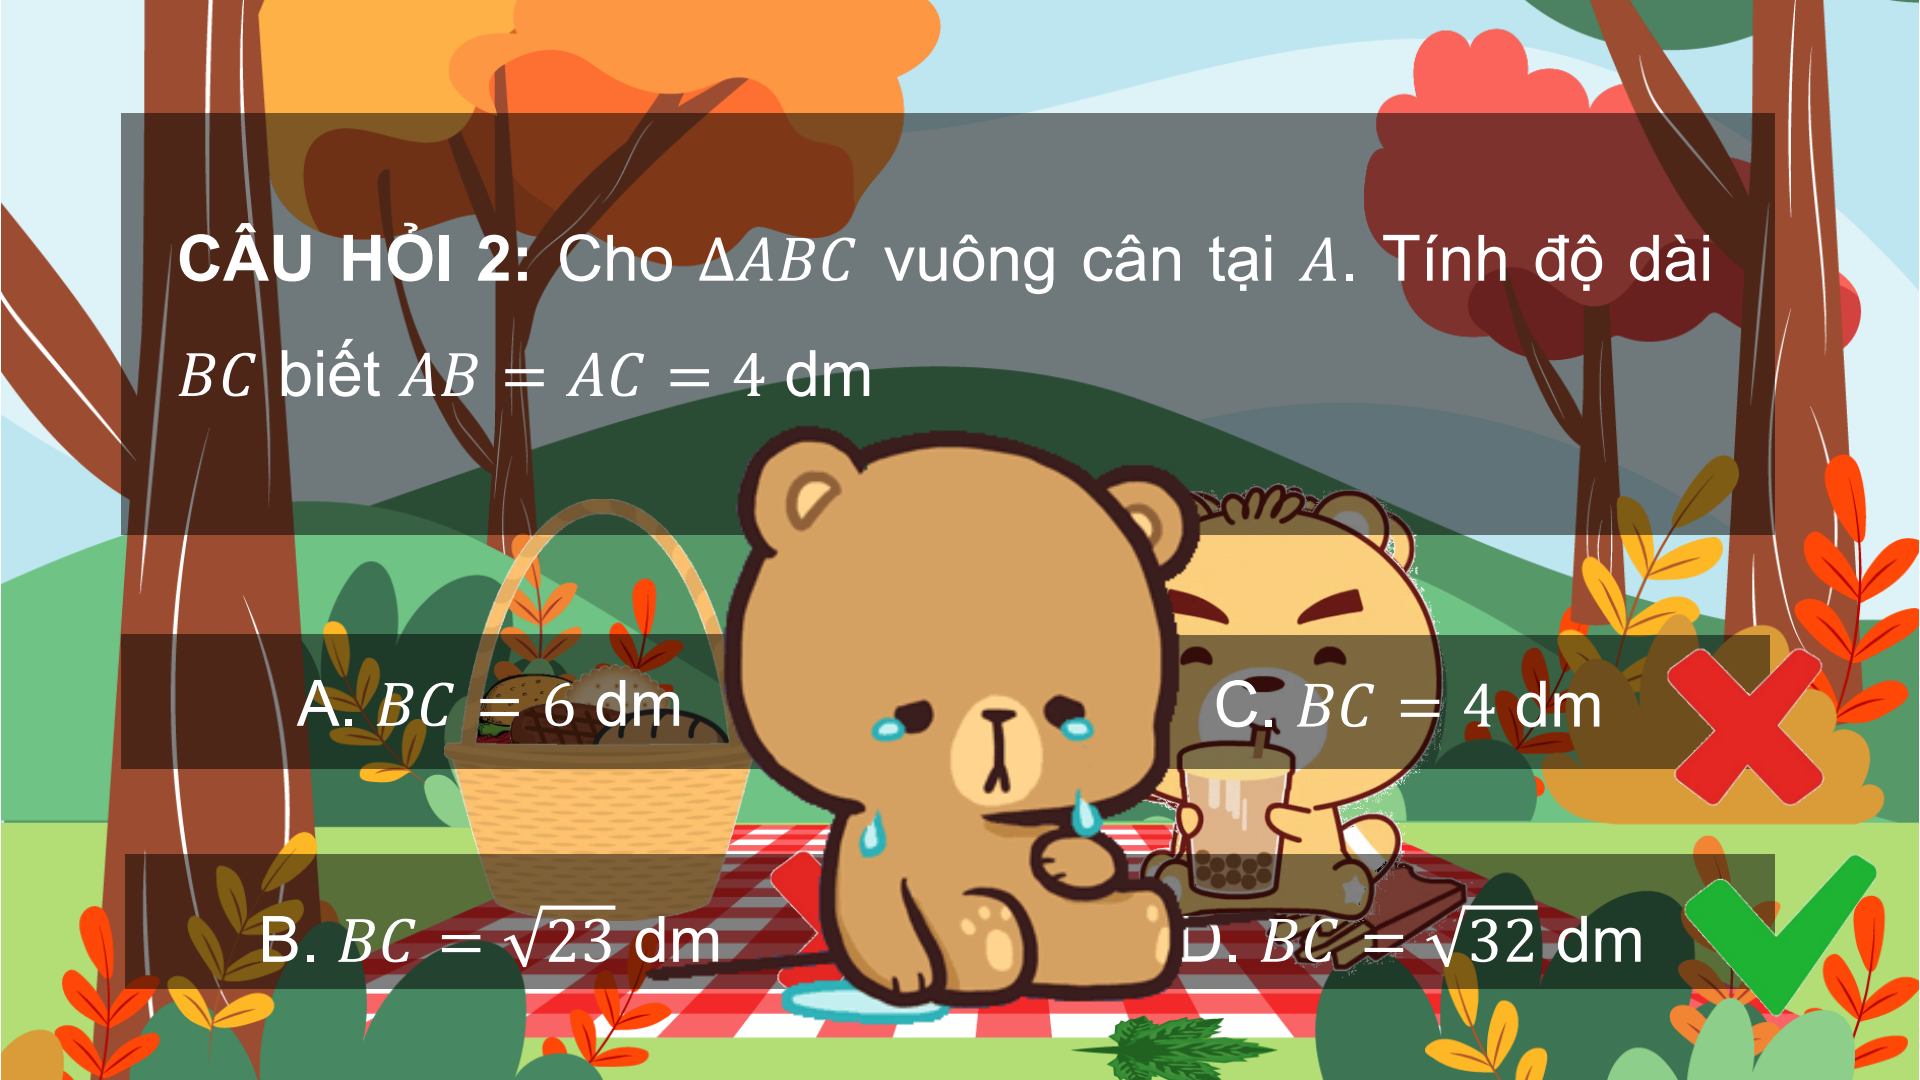 CÂU HỎI 2: Cho ΔABC vuông cân tại A. Tính độ dài
BC biết AB = AC = 4 dm
A. BC = 6 dm
C. BC = 4 dm
B. BC = √23 dm
D. BC = √32 dm